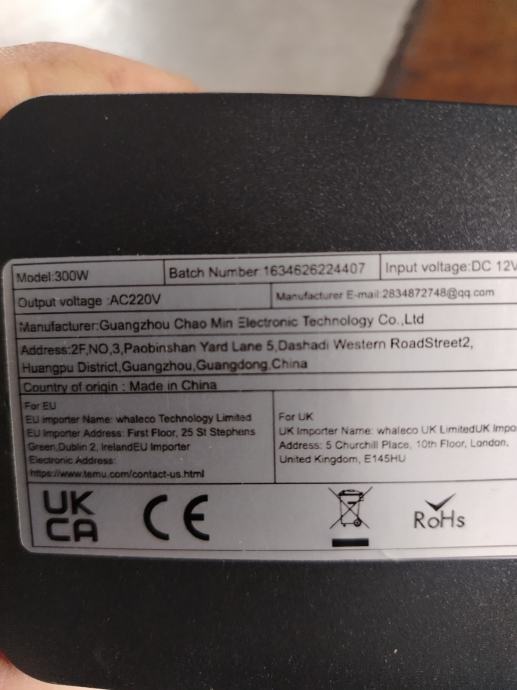 Model:300W
Batch Number:1634626224407
Input voltage:DC 12V
Output voltage :AC220V
Manufacturer E-mail:2834872748@qq.com
Manufacturer:Guangzhou Chao Min Electronic Technology Co.,Ltd
Address:2F,NO,3,Paobinshan Yard Lane 5,Dashadi Western RoadStreet2,
Huangpu District,Guangzhou,Guangdong,China
Country of origin : Made in China
For EU
EU importer Name: whaleco Technology Limited
EU Importer Address: First Floor, 25 St Stephens
Green,Dublin 2, IrelandEU Importer
Electronic Address:
https://www.temu.com/contact-us.html
For UK
UK Importer Name: whaleco UK LimitedUK Impo
Address: 5 Churchill Place, 10th Floor, London,
United Kingdom, E145HU
UK
CA
CE
RoHs